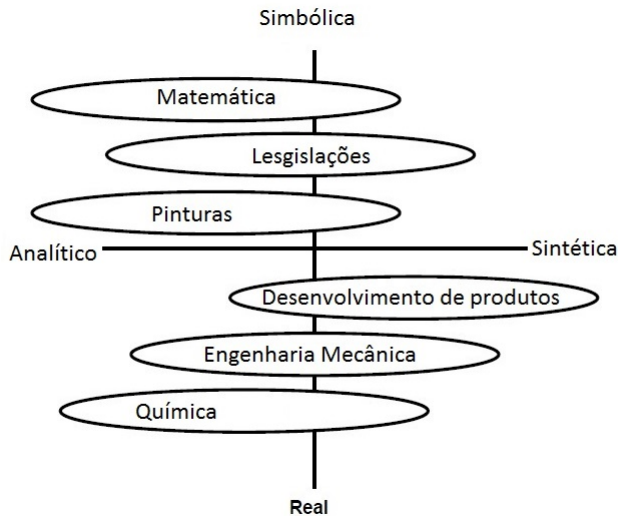 Simbólica
Matemática
Lesgislações
Pinturas
Analítico
Sintética
Desenvolvimento de produtos
Engenharia Mecânica
Química
Real